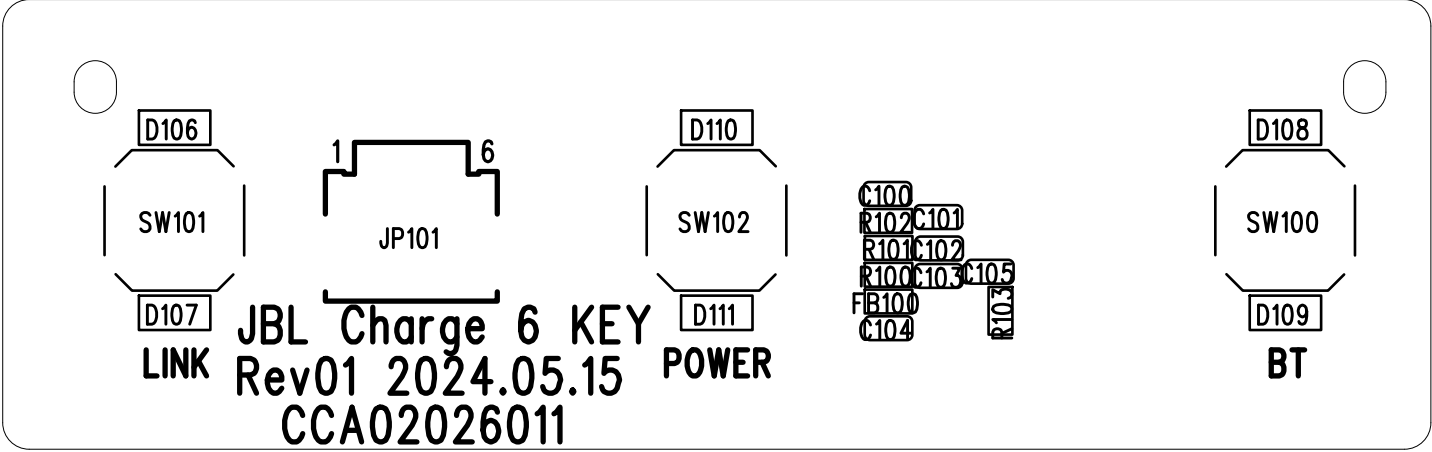 D106
D110
D108
1
6
SW101
JP101
SW102
C100
R102
C101
R101
C102
R100
C103
C105
FB100
R103
C104
SW100
D107
D111
D109
JBL Charge 6 KEY
LINK
POWER
BT
Rev01 2024.05.15
CCA02026011